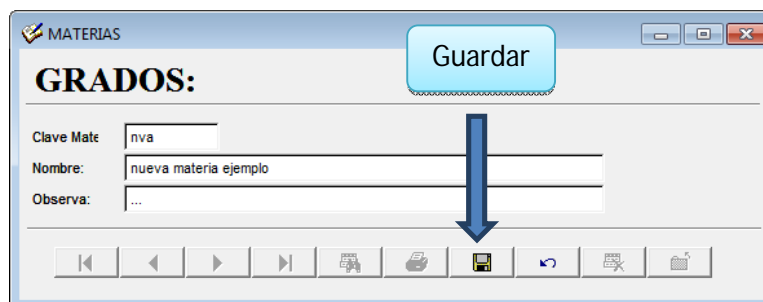 MATERIAS
Guardar
GRADOS:
Clave Mate
nva
Nombre:
nueva materia ejemplo
Observa:
...